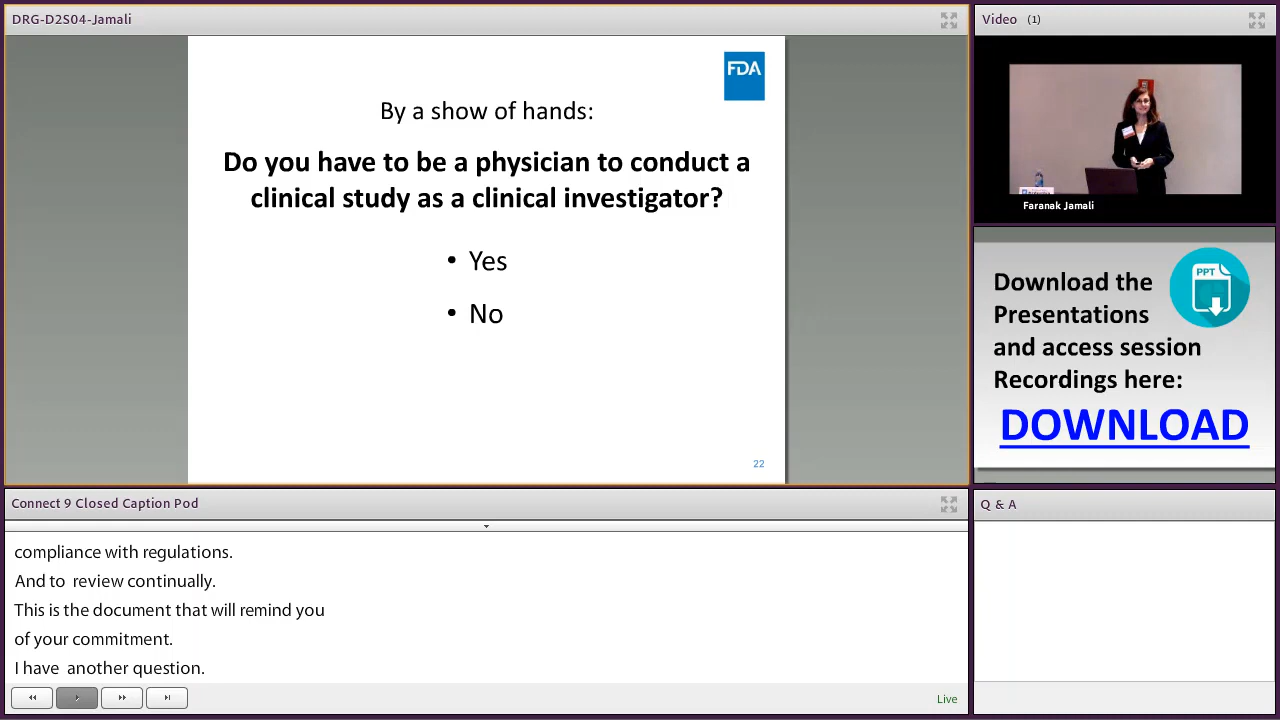 DRG-D2S04-Jamali
FDA
By a show of hands:
Do you have to be a physician to conduct a
clinical study as a clinical investigator?
• Yes
• No
22
Video (1)
Faranak Jamali
PPT
Download the
Presentations
and access session
Recordings here:
DOWNLOAD
Connect 9 Closed Caption Pod
compliance with regulations.
And to review continually.
This is the document that will remind you
of your commitment.
I have another question.
Live
Q & A